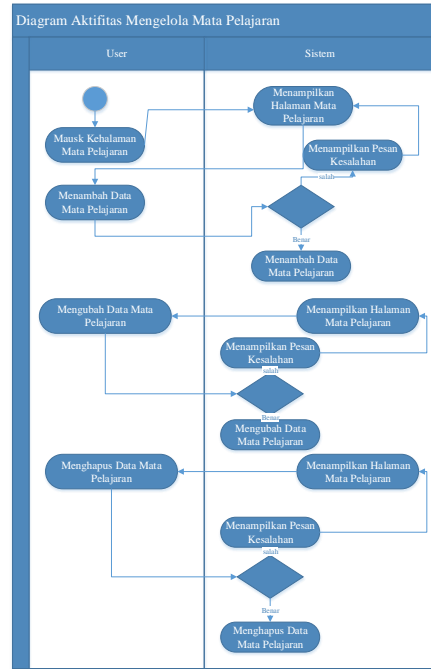 Diagram Aktifitas Mengelola Mata Pelajaran
User
Sistem
Menampilkan
Halaman Mata
Pelajaran
Mausk Kehalaman
Mata Pelajaran
Menampilkan Pesan
Kesalahan
salah
Menambah Data
Mata Pelajaran
Benar
Menambah Data
Mata Pelajaran
Mengubah Data Mata
Pelajaran
Menampilkan Halaman
Mata Pelajaran
Menampilkan Pesan
Kesalahan
salah
Benar
Mengubah Data
Mata Pelajaran
Menghapus Data Mata
Pelajaran
Menampilkan Halaman
Mata Pelajaran
Menampilkan Pesan
Kesalahan
salah
Benar
Menghapus Data
Mata Pelajaran